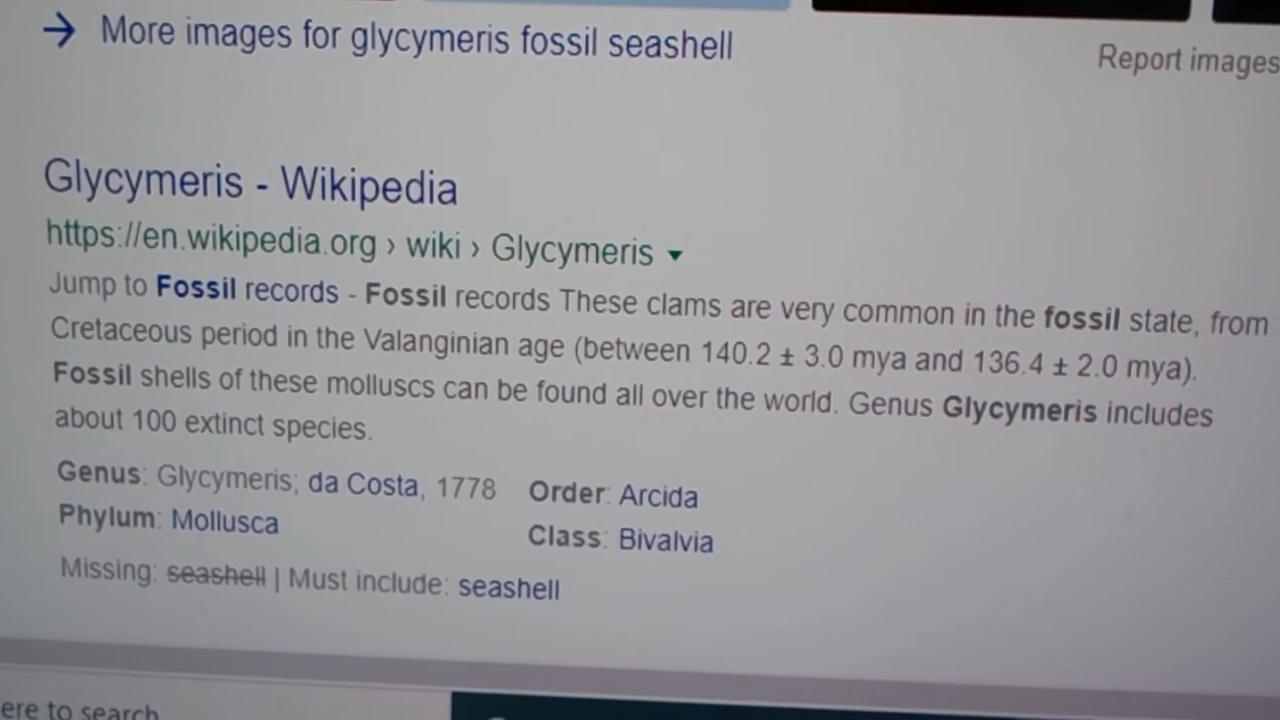 → More images for glycymeris fossil seashell
Report images
Glycymeris - Wikipedia
https://en.wikipedia.org › wiki › Glycymeris ▼
Jump to Fossil records - Fossil records These clams are very common in the fossil state, from
Cretaceous period in the Valanginian age (between 140.2 ± 3.0 mya and 136.4 ± 2.0 mya).
Fossil shells of these molluscs can be found all over the world. Genus Glycymeris includes
about 100 extinct species.
Genus: Glycymeris; da Costa, 1778 Order: Arcida
Phylum: Mollusca Class: Bivalvia
Missing: seashell | Must include: seashell
ere to search